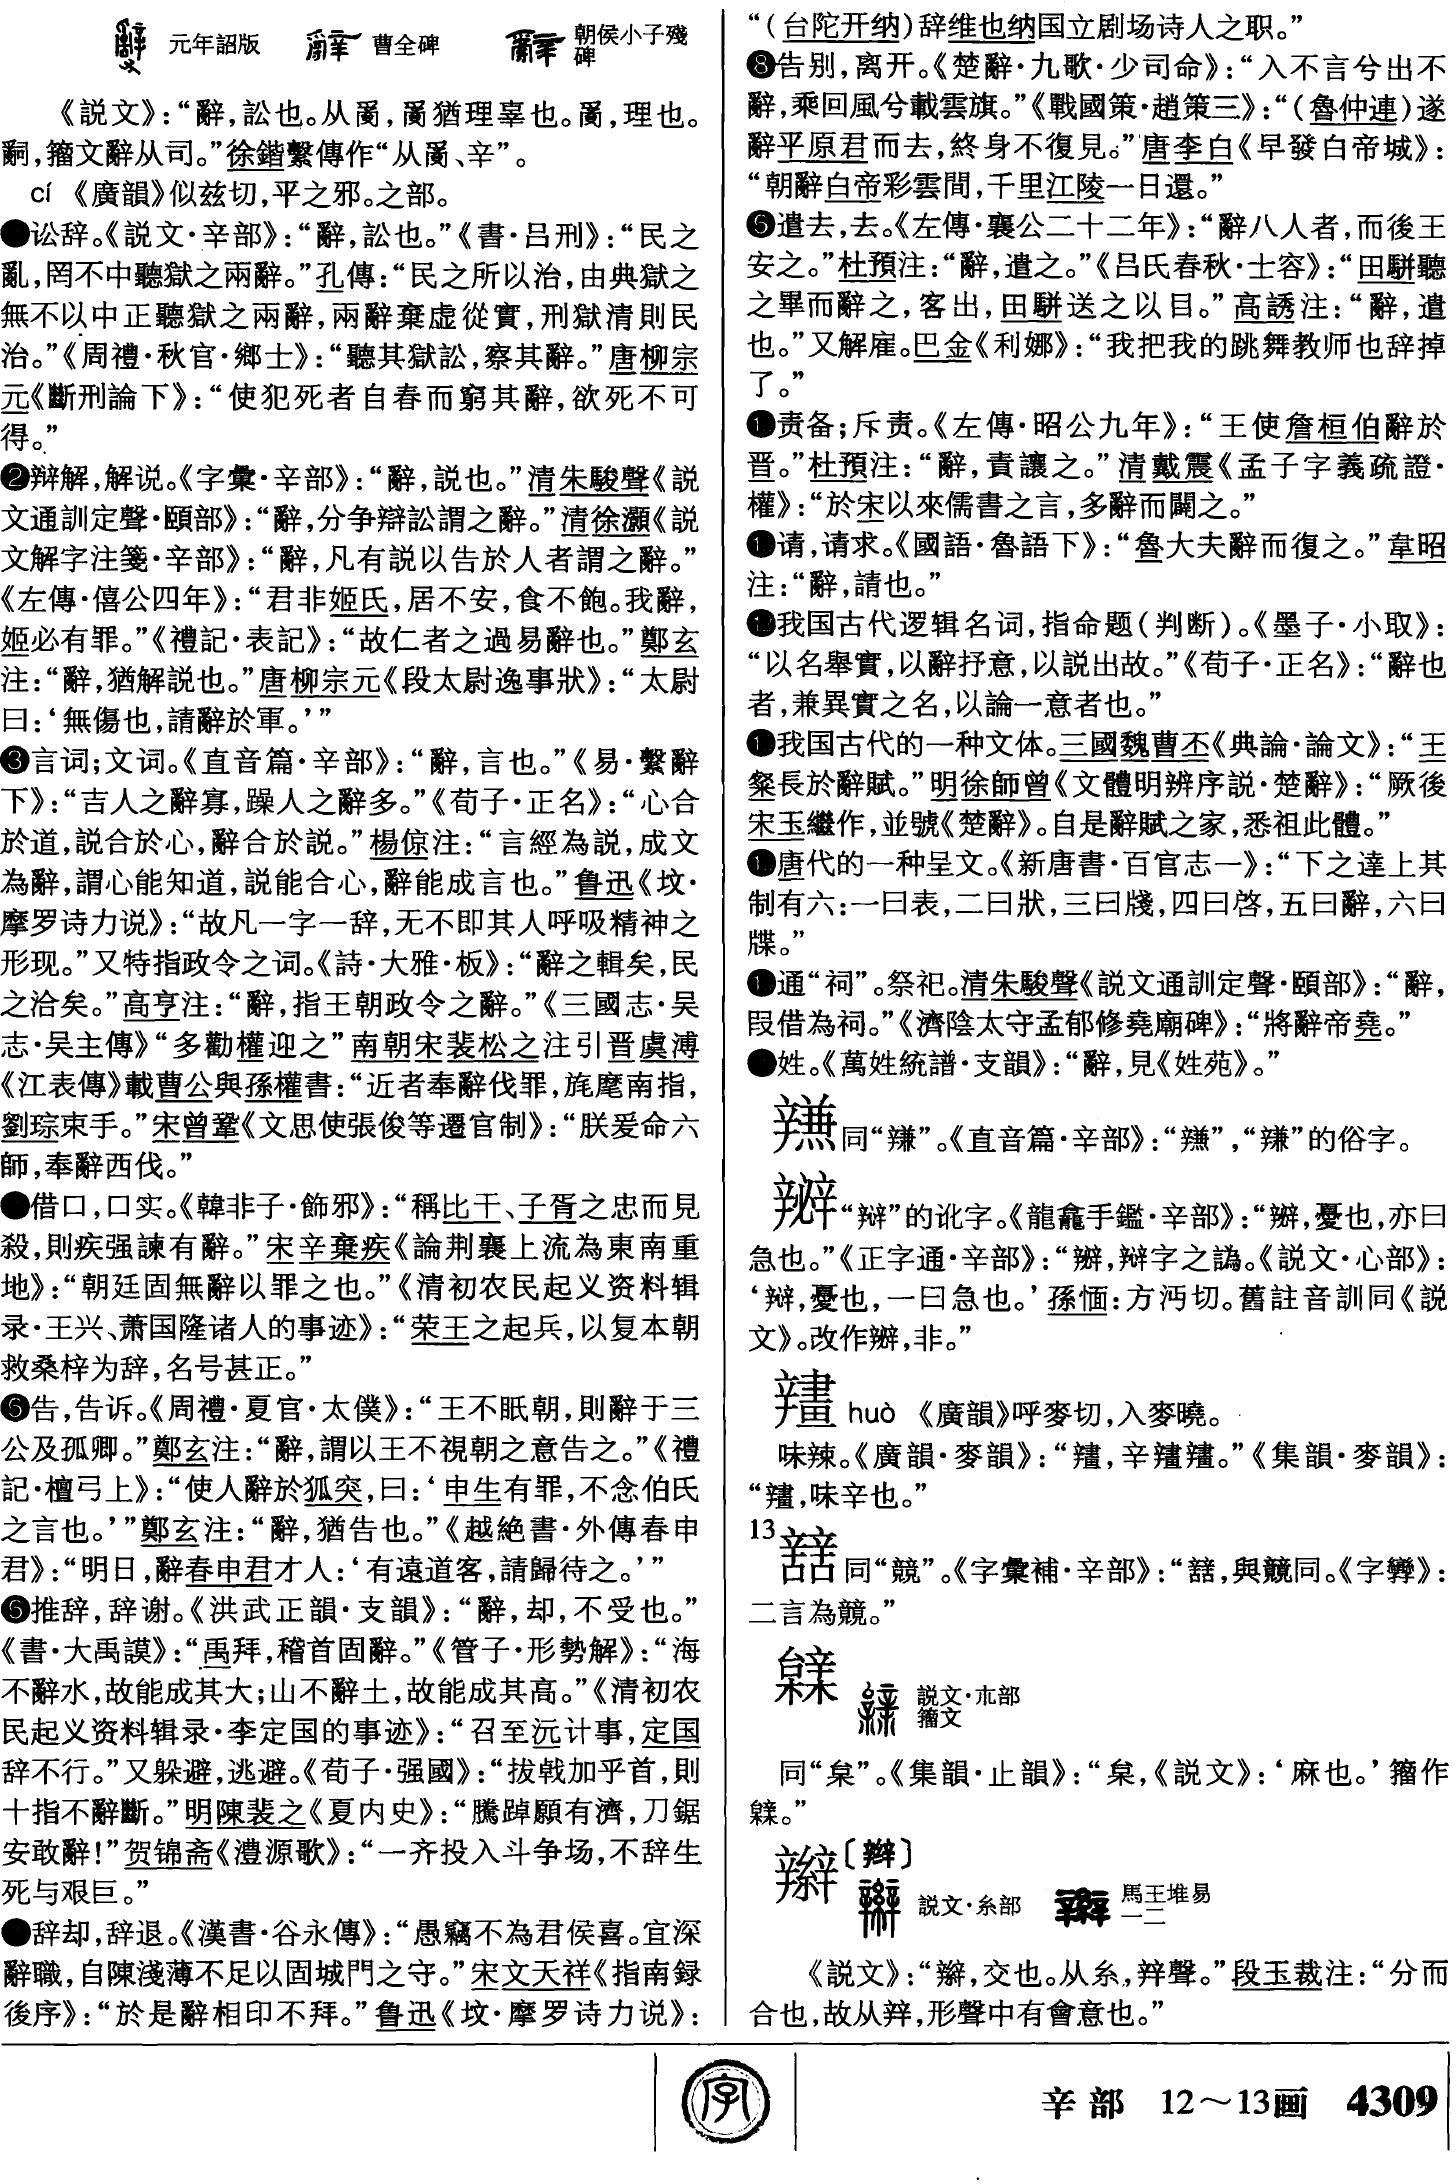 元年詔版 曹全碑 朝侯小子殘碑
《説文》：“辭，訟也。从𤔔，𤔔猶理辜也。𤔔，理也。
嗣，籀文辭从司。”徐鍇繫傳作“从𤔔、辛”。
cí 《廣韻》似兹切，平之邪。之部。
讼辞。《説文·辛部》：“辭，訟也。”《書·吕刑》：“民之
亂，罔不中聽獄之兩辭。”孔傳：“民之所以治，由典獄之
無不以中正聽獄之兩辭，兩辭棄虚從實，刑獄清則民
治。”《周禮·秋官·鄉士》：“聽其獄訟，察其辭。”唐柳宗
元《斷刑論下》：“使犯死者自春而窮其辭，欲死不可
得。”
❷辩解，解说。《字彙·辛部》：“辭，説也。”清朱駿聲《説
文通訓定聲·頤部》：“辭，分争辯訟謂之辭。”清徐灝《説
文解字注箋·辛部》：“辭，凡有説以告於人者謂之辭。”
《左傳·僖公四年》：“君非姬氏，居不安，食不飽。我辭，
姬必有罪。”《禮記·表記》：“故仁者之過易辭也。”鄭玄
注：“辭，猶解説也。”唐柳宗元《段太尉逸事狀》：“太尉
曰：‘無傷也，請辭於軍。’”
❸言词；文词。《直音篇·辛部》：“辭，言也。”《易·繫辭
下》：“吉人之辭寡，躁人之辭多。”《荀子·正名》：“心合
於道，説合於心，辭合於説。”楊倞注：“言經為説，成文
為辭，謂心能知道，説能合心，辭能成言也。”鲁迅《坟·
摩罗诗力说》：“故凡一字一辞，无不即其人呼吸精神之
形现。”又特指政令之词。《詩·大雅·板》：“辭之輯矣，民
之洽矣。”高亨注：“辭，指王朝政令之辭。”《三國志·吴
志·吴主傳》“多勸權迎之”南朝宋裴松之注引晋虞溥
《江表傳》載曹公與孫權書：“近者奉辭伐罪，旄麾南指，
劉琮束手。”宋曾鞏《文思使張俊等遷官制》：“朕爰命六
師，奉辭西伐。”
借口，口实。《韓非子·飾邪》：“稱比干、子胥之忠而見
殺，則疾强諫有辭。”宋辛棄疾《論荆襄上流為東南重
地》：“朝廷固無辭以罪之也。”《清初农民起义资料辑
录·王兴、萧国隆诸人的事迹》：“荣王之起兵，以复本朝
救桑梓为辞，名号甚正。”
❻告，告诉。《周禮·夏官·太僕》：“王不眂朝，則辭于三
公及孤卿。”鄭玄注：“辭，謂以王不視朝之意告之。”《禮
記·檀弓上》：“使人辭於狐突，曰：‘申生有罪，不念伯氏
之言也。’”鄭玄注：“辭，猶告也。”《越絶書·外傳春申
君》：“明日，辭春申君才人：‘有遠道客，請歸待之。’”
❻推辞，辞谢。《洪武正韻·支韻》：“辭，却，不受也。”
《書·大禹謨》：“禹拜，稽首固辭。”《管子·形勢解》：“海
不辭水，故能成其大；山不辭土，故能成其高。”《清初农
民起义资料辑录·李定国的事迹》：“召至沅计事，定国
辞不行。”又躲避，逃避。《荀子·强國》：“拔戟加乎首，則
十指不辭斷。”明陳裴之《夏内史》：“騰踔願有濟，刀鋸
安敢辭！”贺锦斋《澧源歌》：“一齐投入斗争场，不辞生
死与艰巨。”
辞却，辞退。《漢書·谷永傳》：“愚竊不為君侯喜。宜深
辭職，自陳淺薄不足以固城門之守。”宋文天祥《指南録
後序》：“於是辭相印不拜。”鲁迅《坟·摩罗诗力说》：
“（台陀开纳）辞维也纳国立剧场诗人之职。”
❽告别，离开。《楚辭·九歌·少司命》：“入不言兮出不
辭，乘回風兮載雲旗。”《戰國策·趙策三》：“（魯仲連）遂
辭平原君而去，終身不復見。”唐李白《早發白帝城》：
“朝辭白帝彩雲間，千里江陵一日還。”
❺遣去，去。《左傳·襄公二十二年》：“辭八人者，而後王
安之。”杜預注：“辭，遣之。”《吕氏春秋·士容》：“田駢聽
之畢而辭之，客出，田駢送之以目。”高誘注：“辭，遣
也。”又解雇。巴金《利娜》：“我把我的跳舞教师也辞掉
了。”
❶责备；斥责。《左傳·昭公九年》：“王使詹桓伯辭於
晋。”杜預注：“辭，責讓之。”清戴震《孟子字義疏證·
權》：“於宋以來儒書之言，多辭而闢之。”
❶请，请求。《國語·魯語下》：“魯大夫辭而復之。”韋昭
注：“辭，請也。”
❶我国古代逻辑名词，指命题（判断）。《墨子·小取》：
“以名舉實，以辭抒意，以説出故。”《荀子·正名》：“辭也
者，兼異實之名，以論一意者也。”
❶我国古代的一种文体。三國魏曹丕《典論·論文》：“王
粲長於辭賦。”明徐師曾《文體明辨序説·楚辭》：“厥後
宋玉繼作，並號《楚辭》。自是辭賦之家，悉祖此體。”
❶唐代的一种呈文。《新唐書·百官志一》：“下之達上其
制有六：一曰表，二曰狀，三曰牋，四曰啓，五曰辭，六曰
牒。”
❶通“祠”。祭祀。清朱駿聲《説文通訓定聲·頤部》：“辭，
叚借為祠。”《濟陰太守孟郁修堯廟碑》：“將辭帝堯。”
姓。《萬姓統譜·支韻》：“辭，見《姓苑》。”
同“𨐩”。《直音篇·辛部》：“”，“𨐩”的俗字。
“辧”的讹字。《龍龕手鑑·辛部》：“，憂也，亦曰
急也。”《正字通·辛部》：“，字之譌。《説文·心部》：
‘，憂也，一曰急也。’孫愐：方沔切。舊註音訓同《説
文》。改作，非。”
huò 《廣韻》呼麥切，入麥曉。
味辣。《廣韻·麥韻》：“，辛。”《集韻·麥韻》：
“，味辛也。”
13
同“競”。《字彙補·辛部》：“，與競同。《字孿》：
二言為競。”
説文·朩部籀文
同“枲”。《集韻·止韻》：“枲，《説文》：‘麻也。’籀作
。”
辮〔辫〕
説文·糸部 馬王堆易一二
《説文》：“辮，交也。从糸，辡聲。”段玉裁注：“分而
合也，故从辡，形聲中有會意也。”
字
辛部 12～13画 4309